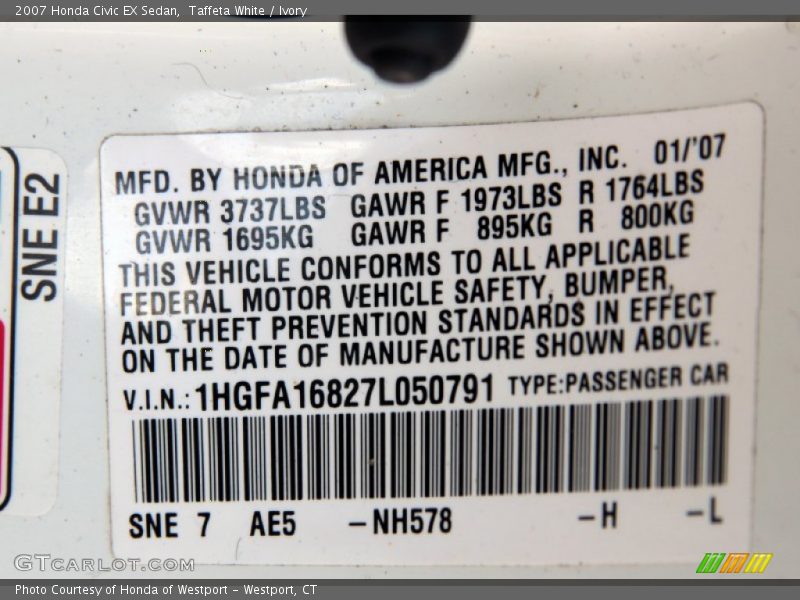 2007 Honda Civic EX Sedan,  Taffeta White / Ivory
SNE E2
MFD. BY HONDA OF AMERICA MFG., INC. 01/'07
GVWR 3737LBS GAWR F 1973LBS R 1764LBS
GVWR 1695KG GAWR F 895KG R 800KG
THIS VEHICLE CONFORMS TO ALL APPLICABLE
FEDERAL MOTOR VEHICLE SAFETY, BUMPER,
AND THEFT PREVENTION STANDARDS IN EFFECT
ON THE DATE OF MANUFACTURE SHOWN ABOVE.
V.I.N.: 1HGFA16827L050791 TYPE:PASSENGER CAR
SNE 7 AE5 –NH578 –H –L
GTCARLOT.COM
Photo Courtesy of Honda of Westport – Westport, CT